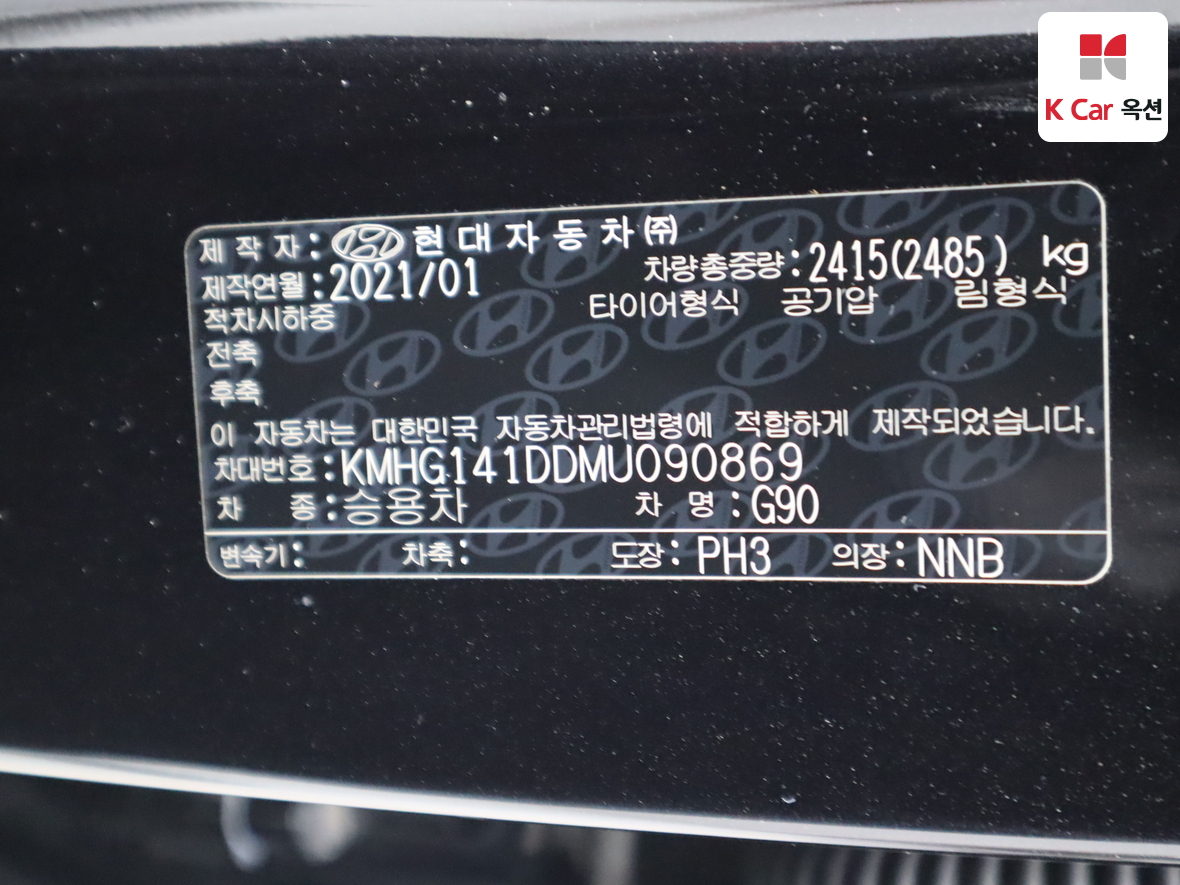 K Car 옥션
제 작 자 : 현 대 자 동 차 ㈜
제작연월 : 2021/01 차량총중량 : 2415(2485) kg
적차시하중 타이어형식 공기압 림형식
전축
후축
이 자동차는 대한민국 자동차관리법령에 적합하게 제작되었습니다.
차대번호 : KMHG141DDMU090869
차 종 : 승용차 차 명 : G90
변속기 : 차축 : 도장 : PH3 의장 : NNB